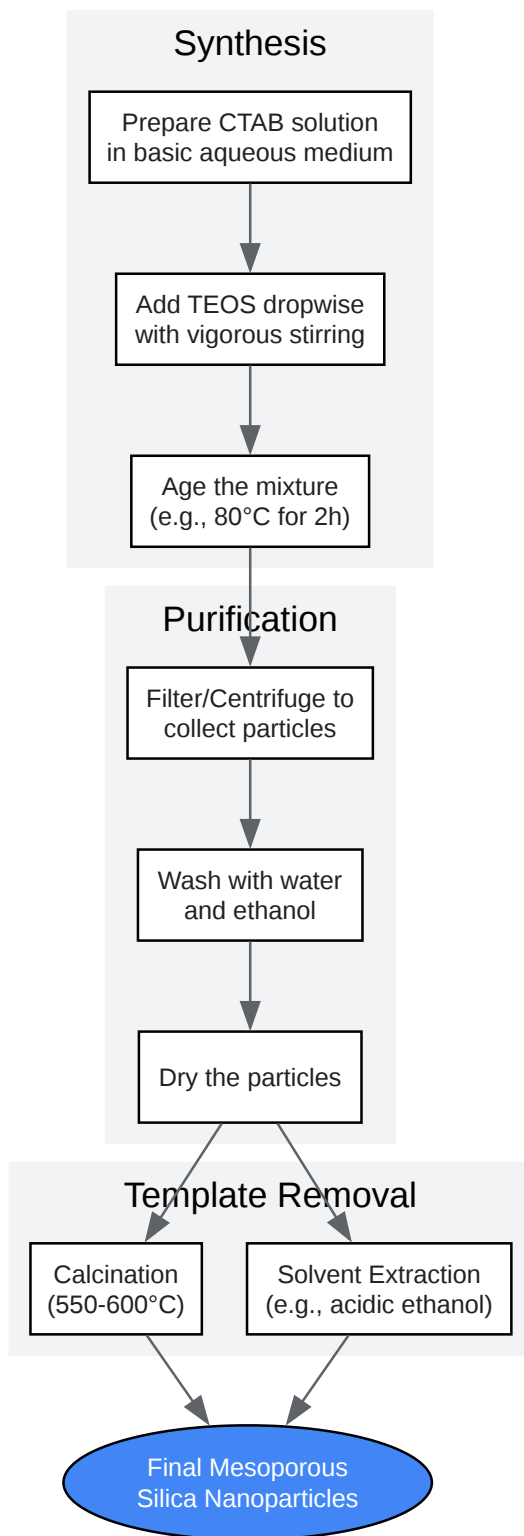 Synthesis
Prepare CTAB solution
in basic aqueous medium
Add TEOS dropwise
with vigorous stirring
Age the mixture
(e.g., 80°C for 2h)
Purification
Filter/Centrifuge to
collect particles
Wash with water
and ethanol
Dry the particles
Template Removal
Calcination
(550-600°C)
Solvent Extraction
(e.g., acidic ethanol)
Final Mesoporous
Silica Nanoparticles